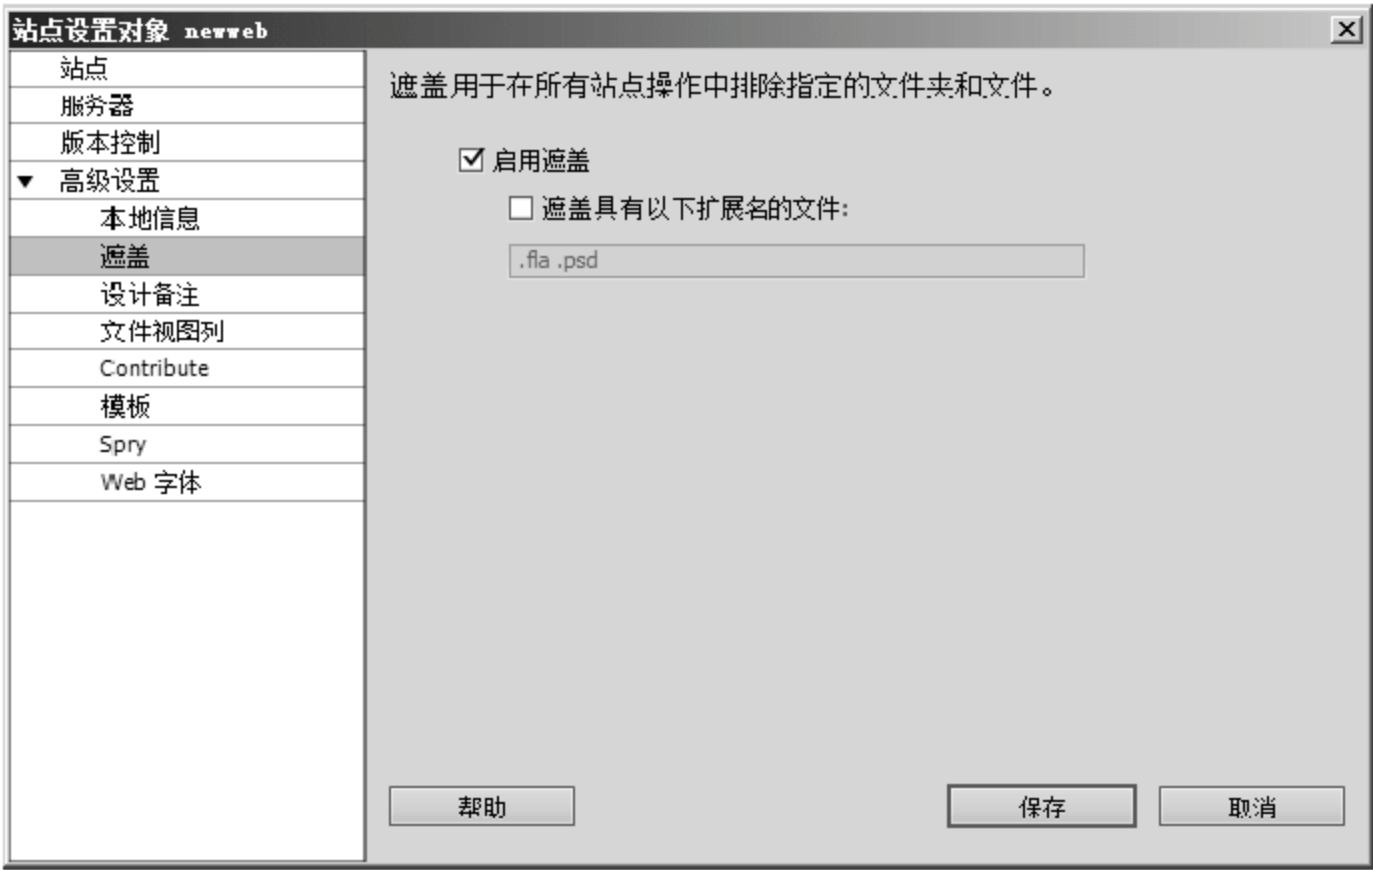 站点设置对象 newweb
站点
服务器
版本控制
高级设置
本地信息
遮盖
设计备注
文件视图列
Contribute
模板
Spry
Web 字体
遮盖用于在所有站点操作中排除指定的文件夹和文件。
启用遮盖
遮盖具有以下扩展名的文件:
.fla .psd
帮助
保存
取消